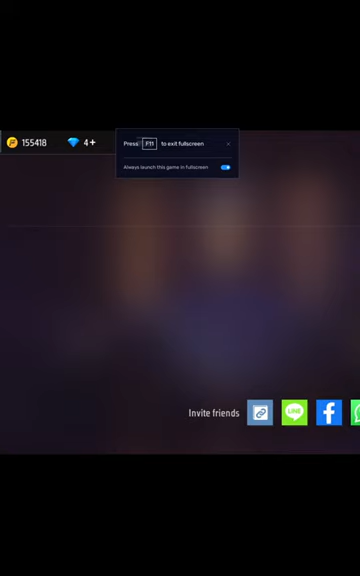 155418
4+
Press F11 to exit fullscreen
Always launch this game in fullscreen
Invite friends
LINE